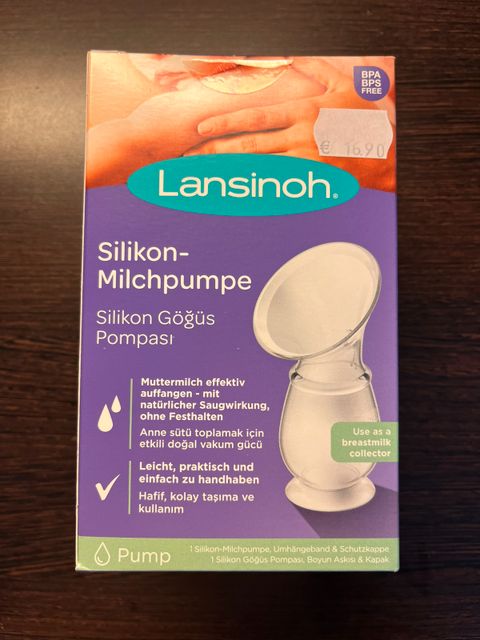 BPA
BPS
FREE
€ 16.90
Lansinoh®
Silikon-
Milchpumpe
Silikon Göğüs
Pompası
Muttermilch effektiv
auffangen - mit
natürlicher Saugwirkung,
ohne Festhalten
Anne sütü toplamak için
etkili doğal vakum gücü
Use as a
breastmilk
collector
Leicht, praktisch und
einfach zu handhaben
Hafif, kolay taşıma ve
kullanım
Pump
1 Silikon-Milchpumpe, Umhängeband & Schutzkappe
1 Silikon Göğüs Pompası, Boyun Askısı & Kapak